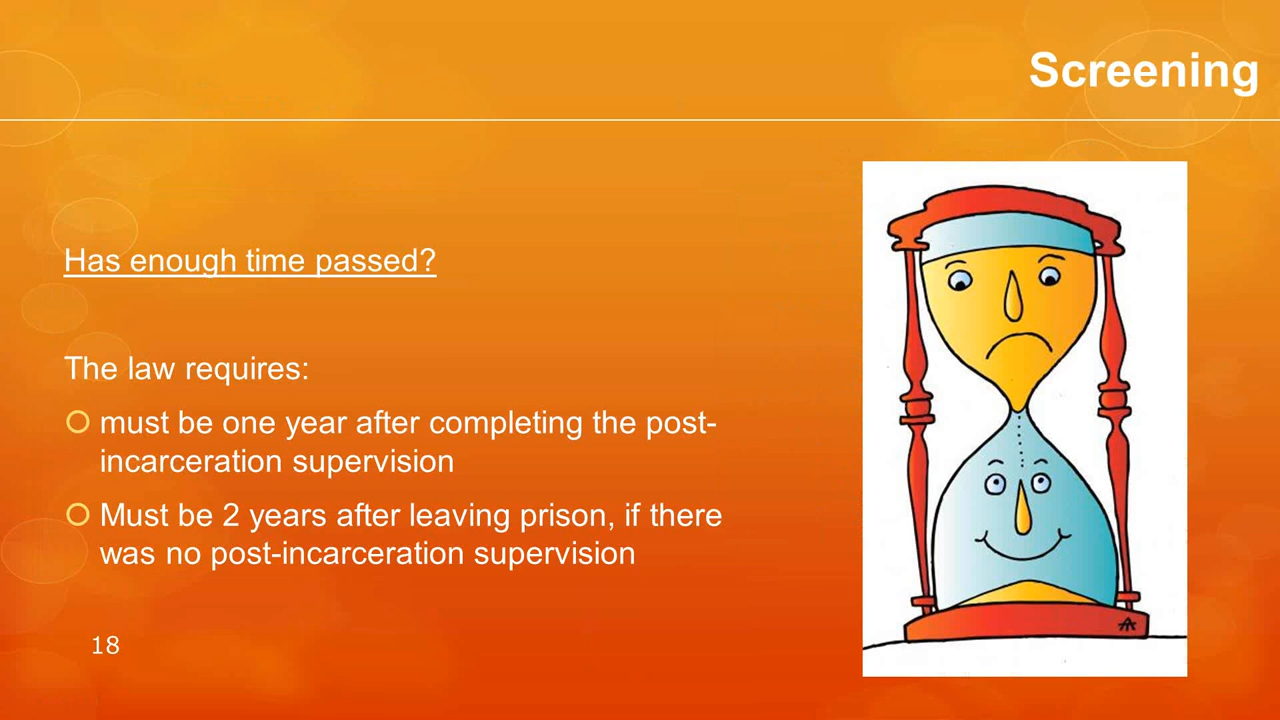 Screening
Has enough time passed?
The law requires:
must be one year after completing the post-
incarceration supervision
Must be 2 years after leaving prison, if there
was no post-incarceration supervision
18